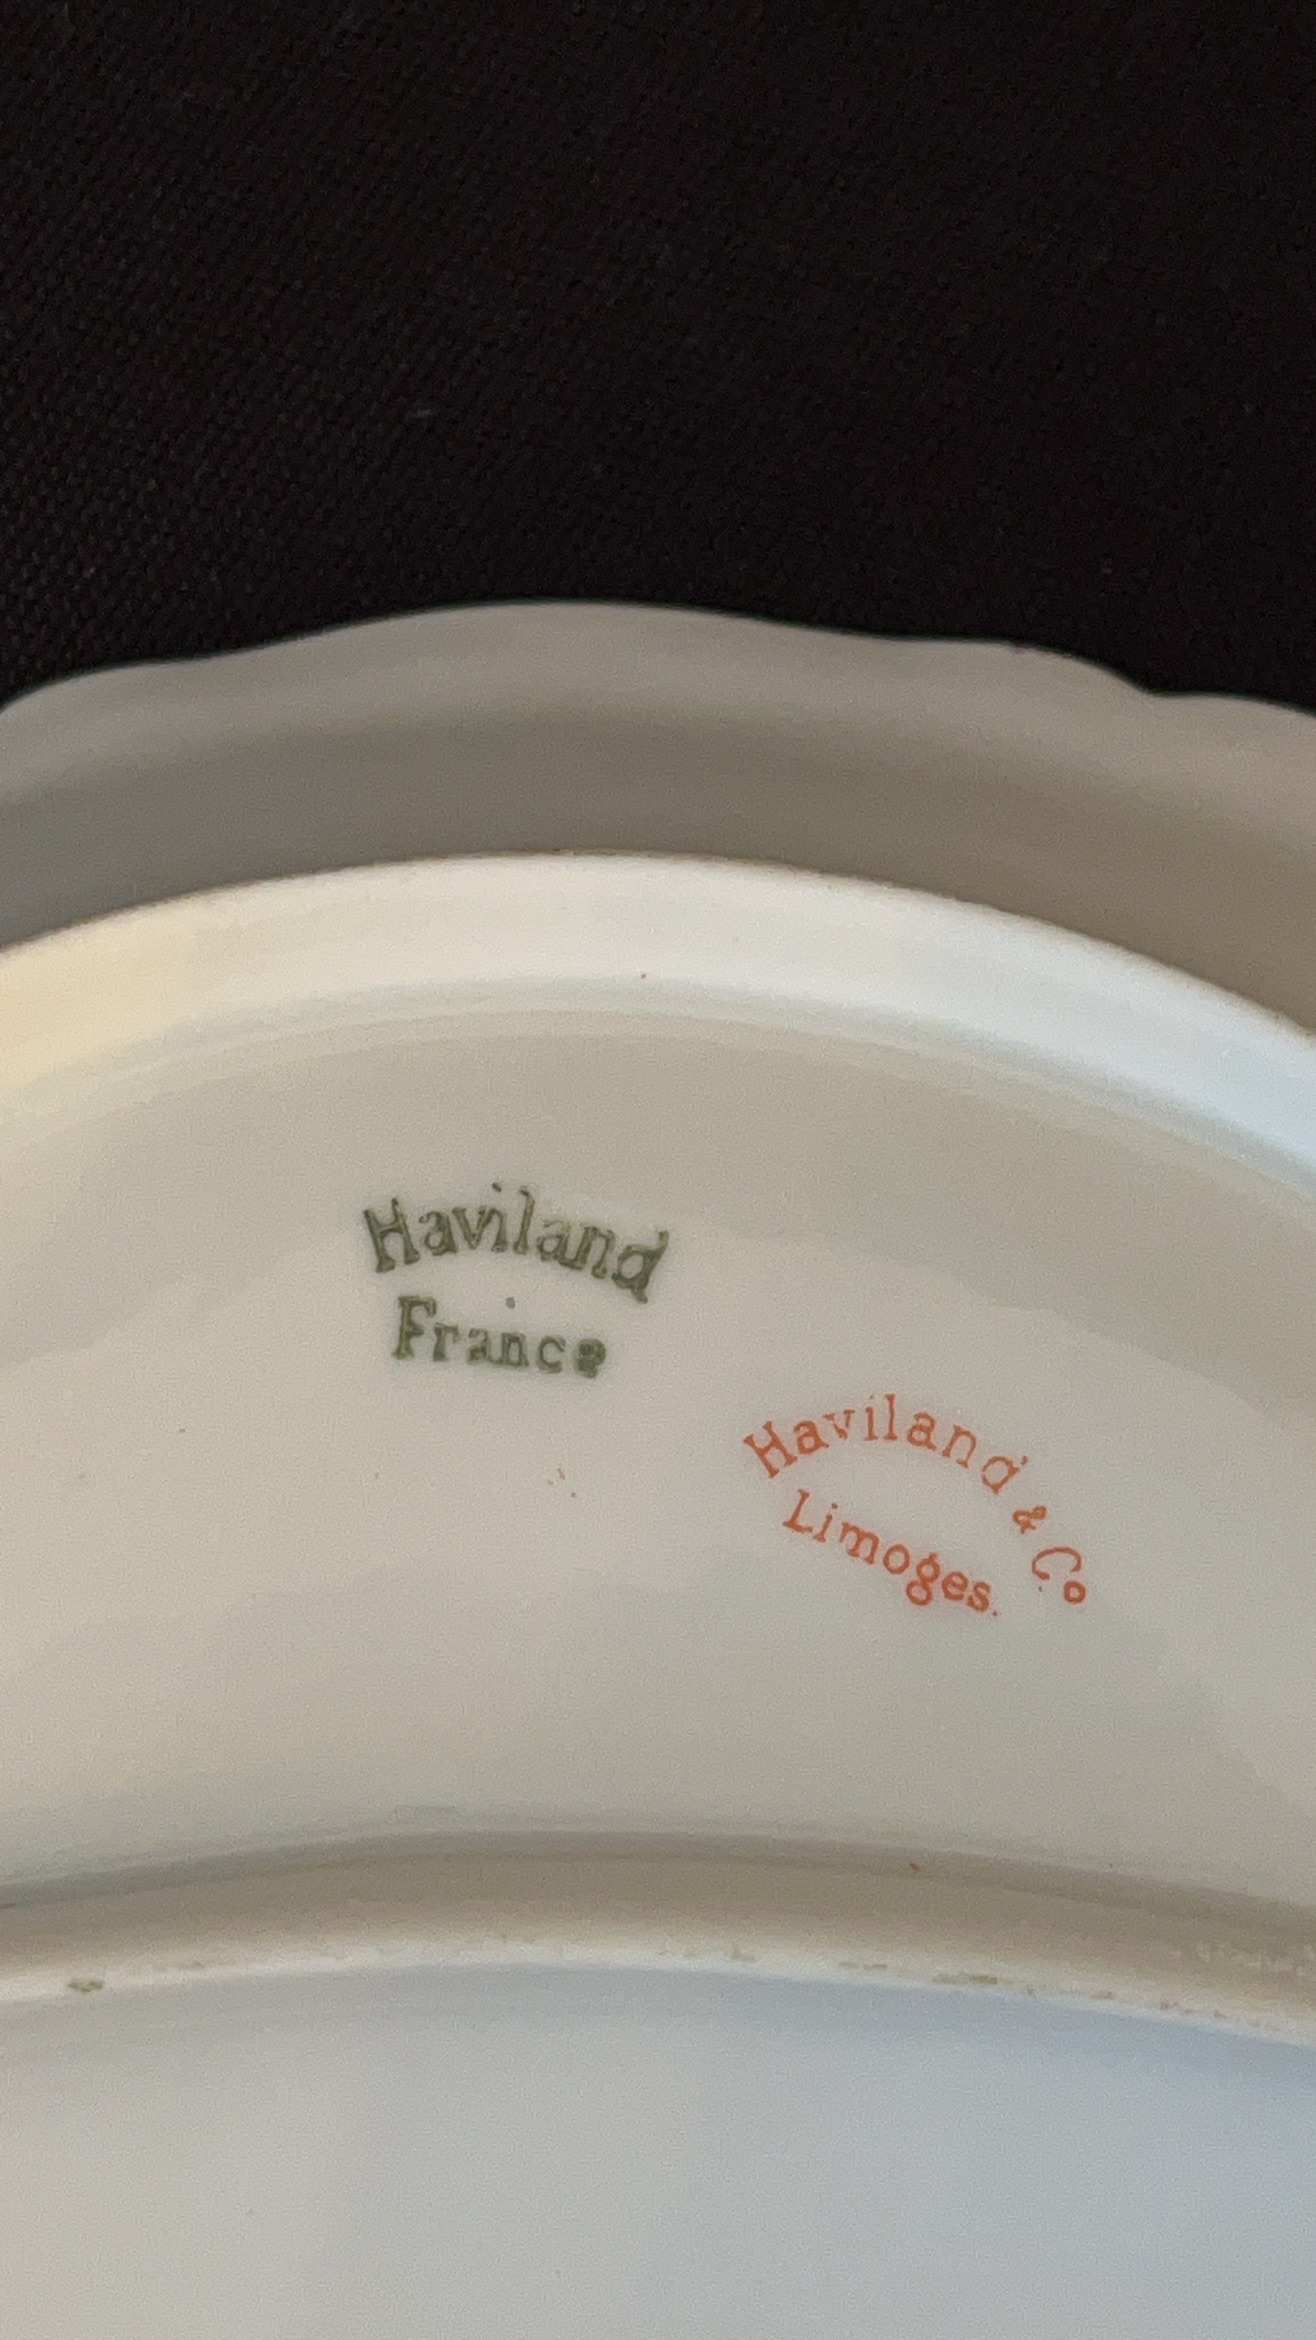 Haviland
France
Haviland & Co
Limoges.